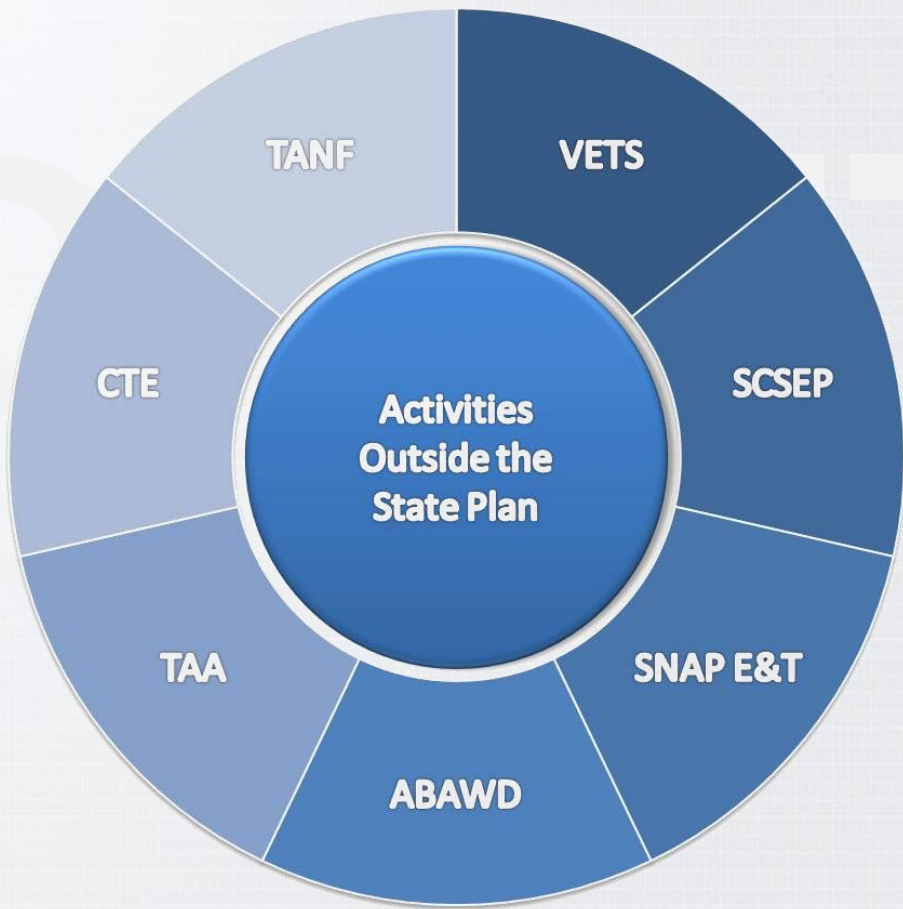 TANF
VETS
CTE
SCSEP
Activities
Outside the
State Plan
TAA
SNAP E&T
ABAWD